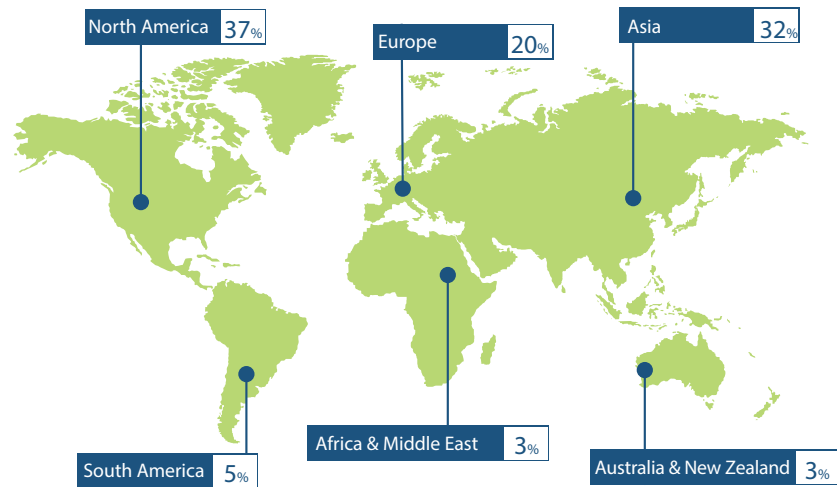 North America 37%
Europe 20%
Asia 32%
Africa & Middle East 3%
South America 5%
Australia & New Zealand 3%